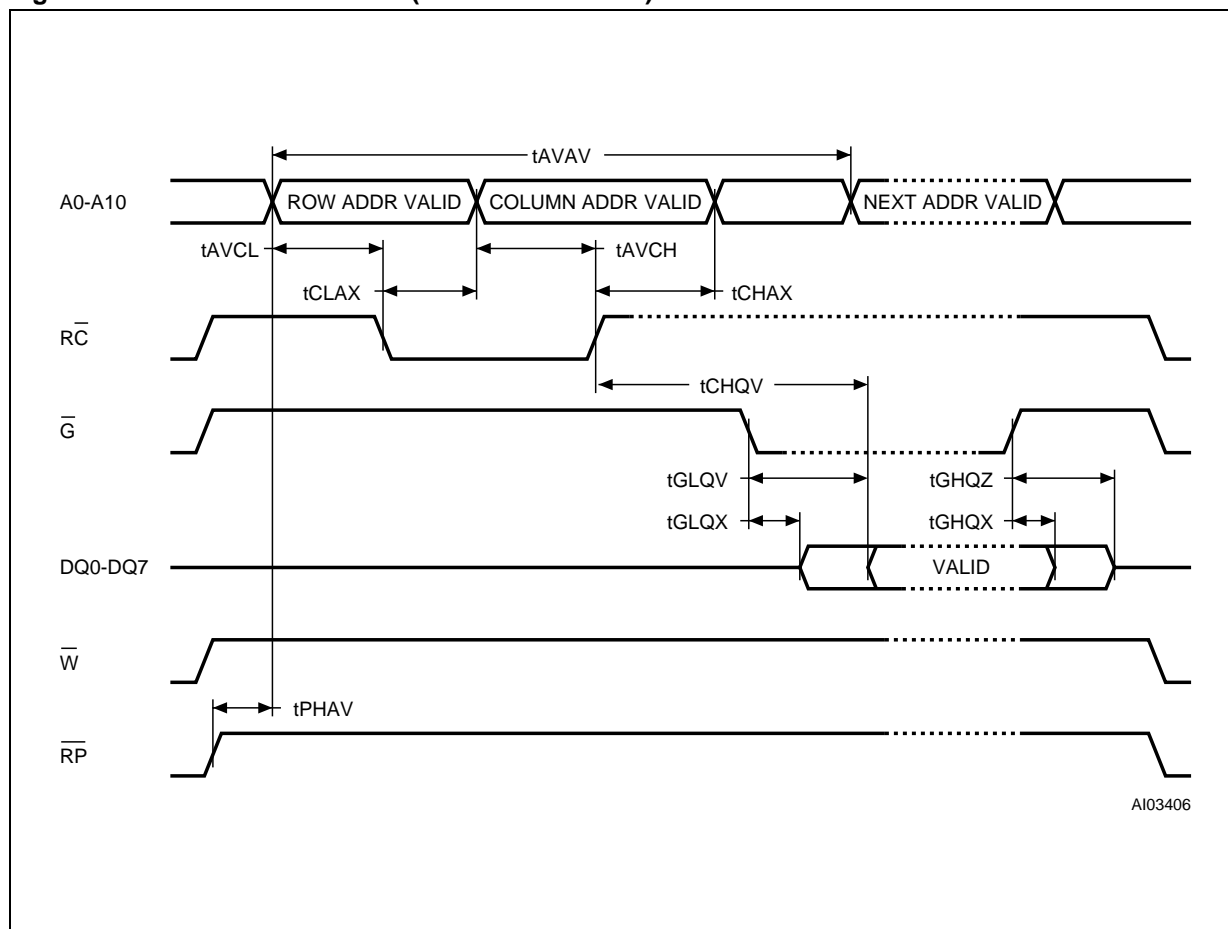 tAVAV
A0-A10 ROW ADDR VALID COLUMN ADDR VALID NEXT ADDR VALID
tAVCL tAVCH
tCLAX tCHAX
RC̅
tCHQV
G̅
tGLQV tGHQZ
tGLQX tGHQX
DQ0-DQ7 VALID
W̅
tPHAV
R̅P̅
AI03406